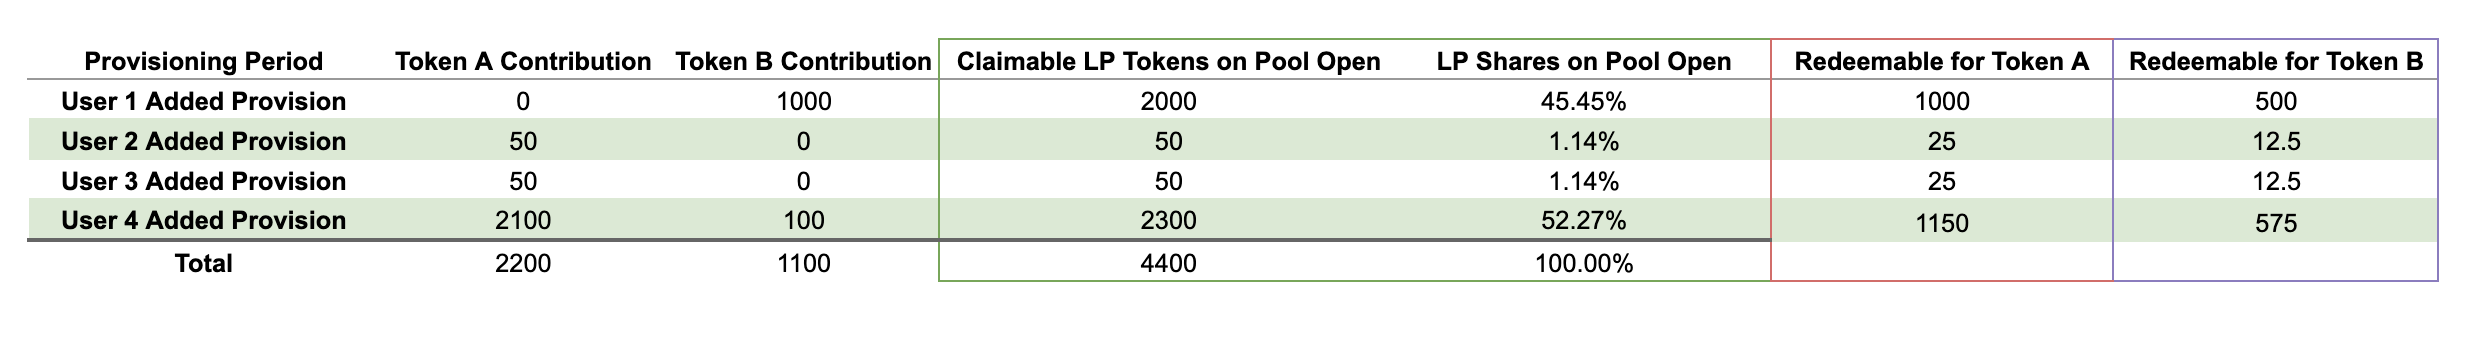 Provisioning Period Token A Contribution Token B Contribution Claimable LP Tokens on Pool Open LP Shares on Pool Open Redeemable for Token A Redeemable for Token B
User 1 Added Provision 0 1000 2000 45.45% 1000 500
User 2 Added Provision 50 0 50 1.14% 25 12.5
User 3 Added Provision 50 0 50 1.14% 25 12.5
User 4 Added Provision 2100 100 2300 52.27% 1150 575
Total 2200 1100 4400 100.00%